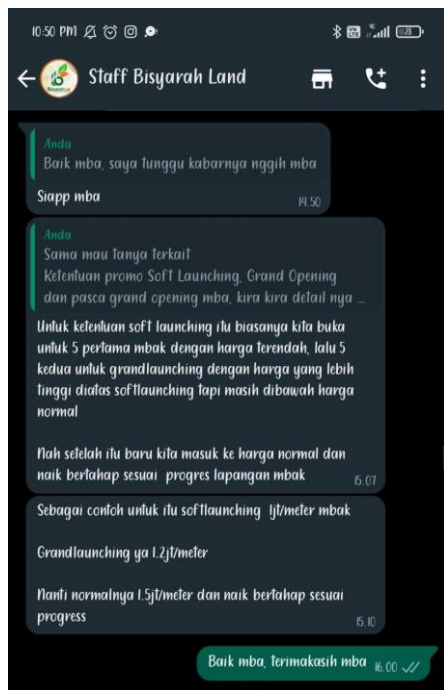 10:50 PM
Staff Bisyarah Land
Anda
Baik mba, saya tunggu kabarnya nggih mba
Siapp mba
14.50
Anda
Sama mau tanya terkait
Ketentuan promo Soft Launching, Grand Opening
dan pasca grand opening mba, kira kira detail nya ...
Untuk ketentuan soft launching itu biasanya kita buka
untuk 5 pertama mbak dengan harga terendah, lalu 5
kedua untuk grandlaunching dengan harga yang lebih
tinggi diatas softlaunching tapi masih dibawah harga
normal
Nah setelah itu baru kita masuk ke harga normal dan
naik bertahap sesuai progres lapangan mbak
15.07
Sebagai contoh untuk itu softlaunching 1jt/meter mbak
Grandlaunching ya 1.2jt/meter
Nanti normalnya 1.5jt/meter dan naik bertahap sesuai
progress
15.10
Baik mba, terimakasih mba
16.00